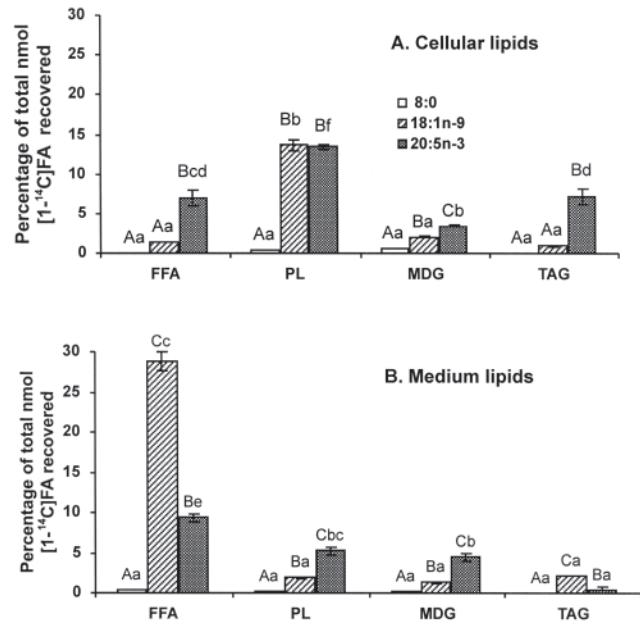 Percentage of total nmol
[1-¹⁴C]FA recovered
30
25
20
15
10
5
0
A. Cellular lipids
8:0
18:1n-9
20:5n-3
Aa Aa Bcd
Aa Bb Bf
Aa Ba Cb
Aa Aa Bd
FFA PL MDG TAG
Percentage of total nmol
[1-¹⁴C]FA recovered
30
25
20
15
10
5
0
B. Medium lipids
Aa Cc Be
Aa Ba Cbc
Aa Ba Cb
Aa Ca Ba
FFA PL MDG TAG